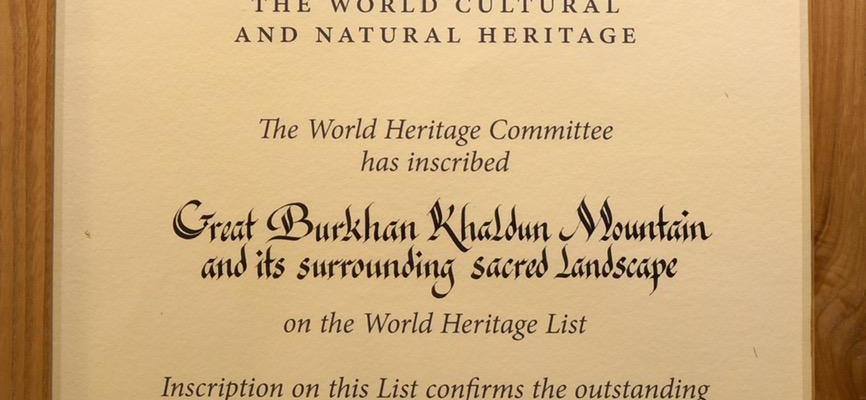 THE WORLD CULTURAL
AND NATURAL HERITAGE
The World Heritage Committee
has inscribed
Great Burkhan Khaldun Mountain
and its surrounding sacred Landscape
on the World Heritage List
Inscription on this List confirms the outstanding